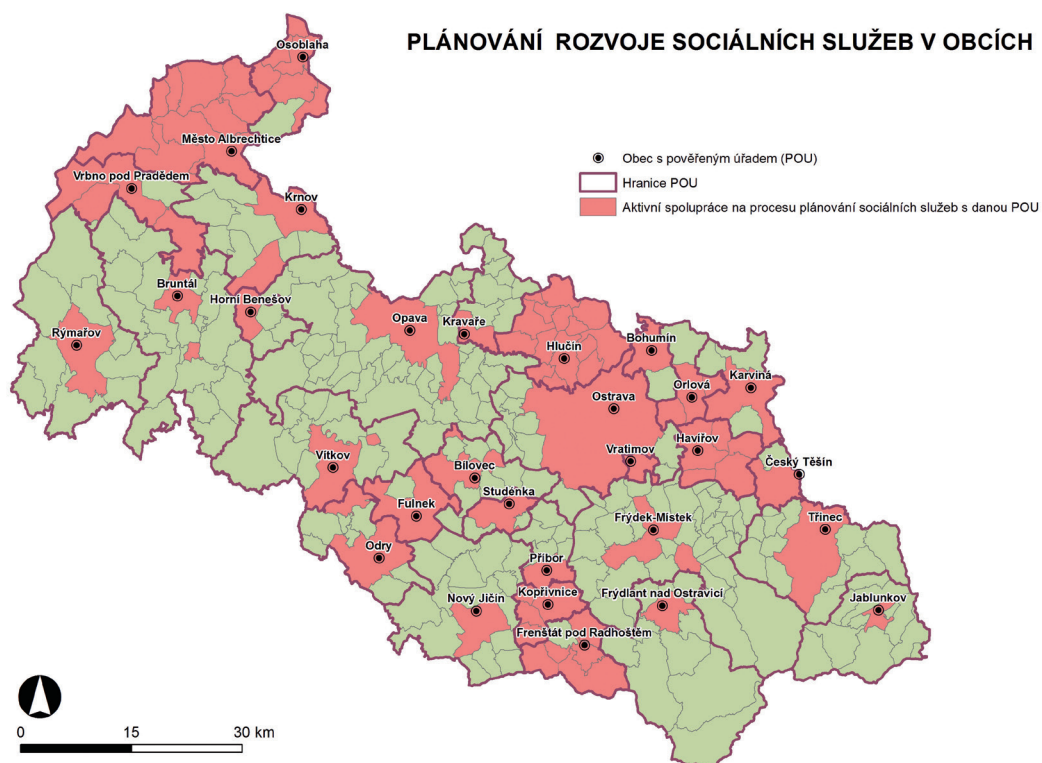 PLÁNOVÁNÍ ROZVOJE SOCIÁLNÍCH SLUŽEB V OBCÍCH
Obec s pověřeným úřadem (POU)
Hranice POU
Aktivní spolupráce na procesu plánování sociálních služeb s danou POU
Osoblaha
Město Albrechtice
Vrbno pod Pradědem
Krnov
Bruntál
Horní Benešov
Rýmařov
Opava
Kravaře
Hlučín
Bohumín
Orlová
Karviná
Ostrava
Vratimov
Havířov
Český Těšín
Vítkov
Bílovec
Studénka
Fulnek
Frýdek-Místek
Třinec
Odry
Příbor
Kopřivnice
Nový Jičín
Frýdlant nad Ostravicí
Jablunkov
Frenštát pod Radhoštěm
0 15 30 km